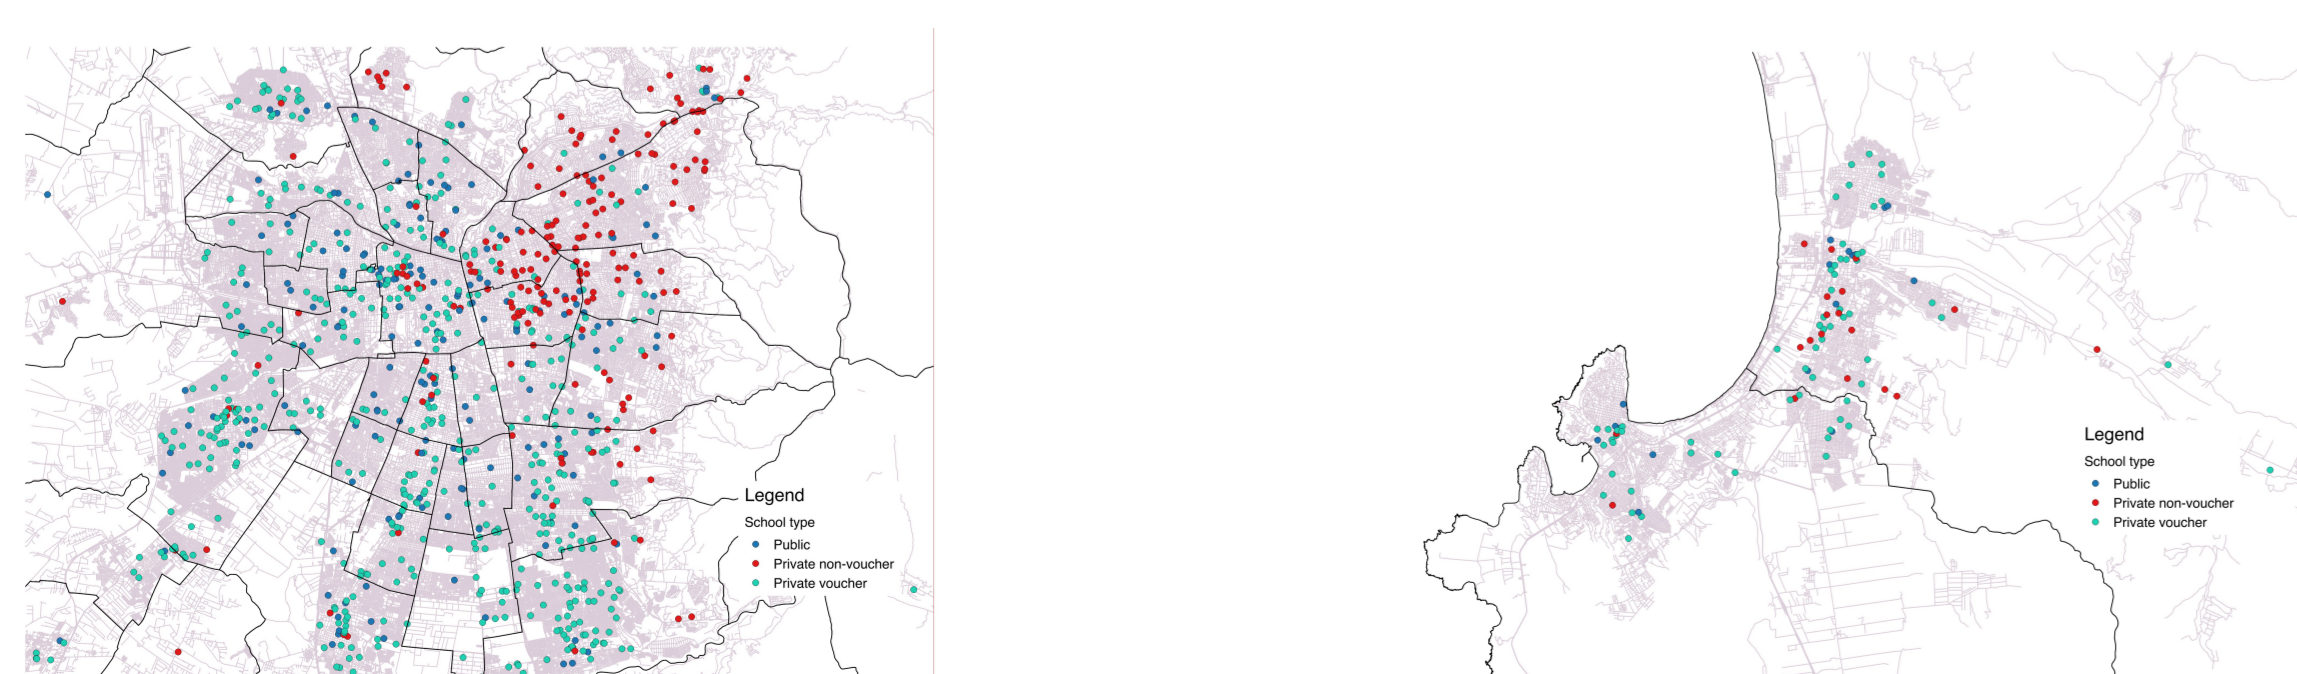 Legend
School type
Public
Private non-voucher
Private voucher
Legend
School type
Public
Private non-voucher
Private voucher